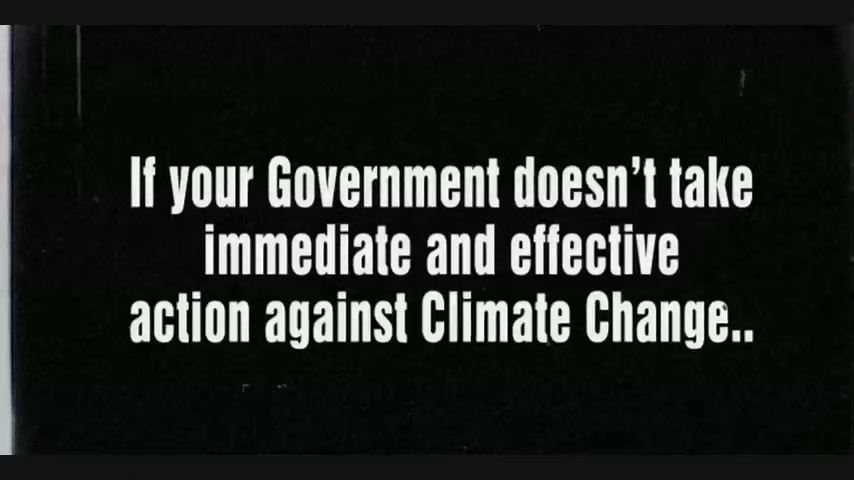 If your Government doesn't take
immediate and effective
action against Climate Change..